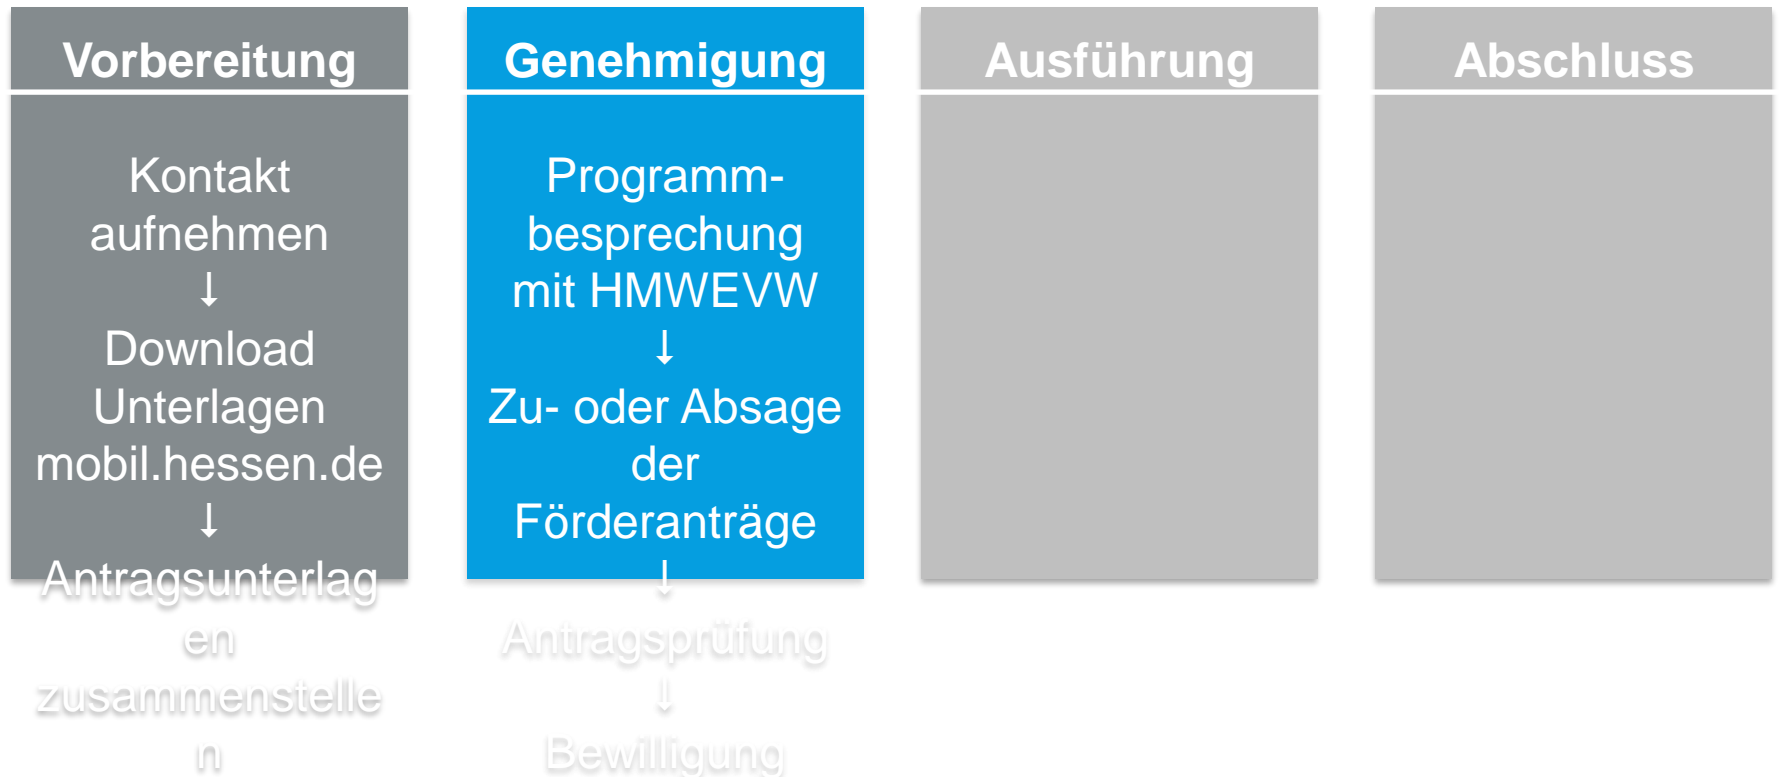 Vorbereitung
Kontakt
aufnehmen
↓
Download
Unterlagen
mobil.hessen.de
↓
Antragsunterlag
en
zusammenstelle
n
Genehmigung
Programm-
besprechung
mit HMWEVW
↓
Zu- oder Absage
der
Förderanträge
↓
Antragsprüfung
↓
Bewilligung
Ausführung
Abschluss